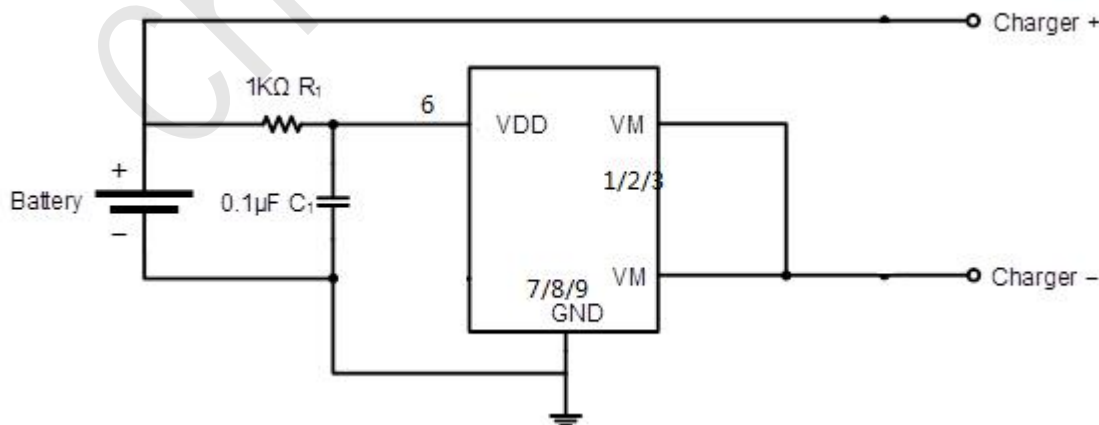 Charger +
1KΩ R₁
6
VDD
VM
1/2/3
+
Battery
−
0.1µF C₁
7/8/9
VM
GND
Charger −